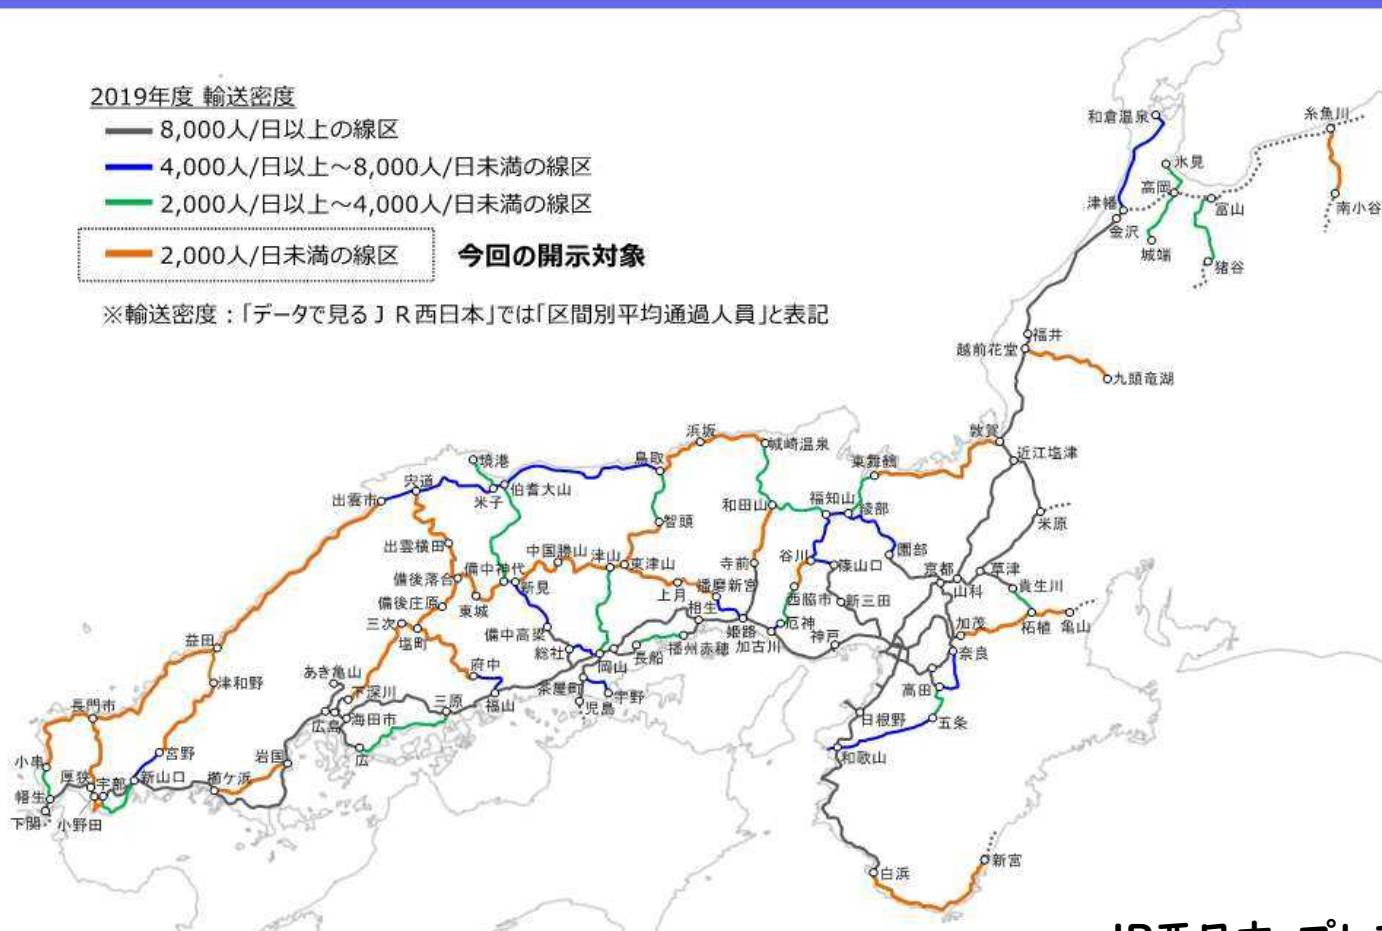 2019年度 輸送密度
8,000人/日以上の線区
4,000人/日以上～8,000人/日未満の線区
2,000人/日以上～4,000人/日未満の線区
2,000人/日未満の線区
今回の開示対象
※輸送密度：「データで見るＪＲ西日本」では「区間別平均通過人員」と表記
和倉温泉
糸魚川
氷見
高岡
津幡
富山
南小谷
金沢
城端
猪谷
福井
越前花堂
九頭竜湖
敦賀
近江塩津
浜坂
城崎温泉
鳥取
東舞鶴
境港
宍道
伯耆大山
米子
出雲市
和田山
福知山
綾部
米原
智頭
出雲横田
中国勝山
津山
東津山
寺前
谷川
篠山口
園部
京都
草津
山科
貴生川
備後落合
備中神代
新見
東城
上月
播磨新宮
西脇市
新三田
備後庄原
三次
塩町
相生
姫路
加古川
厄神
神戸
加茂
柘植
亀山
備中高梁
総社
岡山
長船
播州赤穂
奈良
益田
津和野
あき亀山
下深川
府中
茶屋町
宇野
児島
高田
五条
長門市
三原
福山
広島
海田市
日根野
和歌山
小串
宮野
岩国
広
厚狭
宇部
新山口
櫛ケ浜
幡生
下関
小野田
白浜
新宮